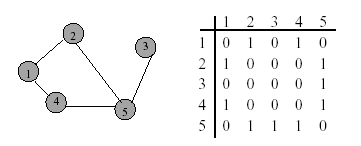 2
3
1
4
5
1 2 3 4 5
1 0 1 0 1 0
2 1 0 0 0 1
3 0 0 0 0 1
4 1 0 0 0 1
5 0 1 1 1 0